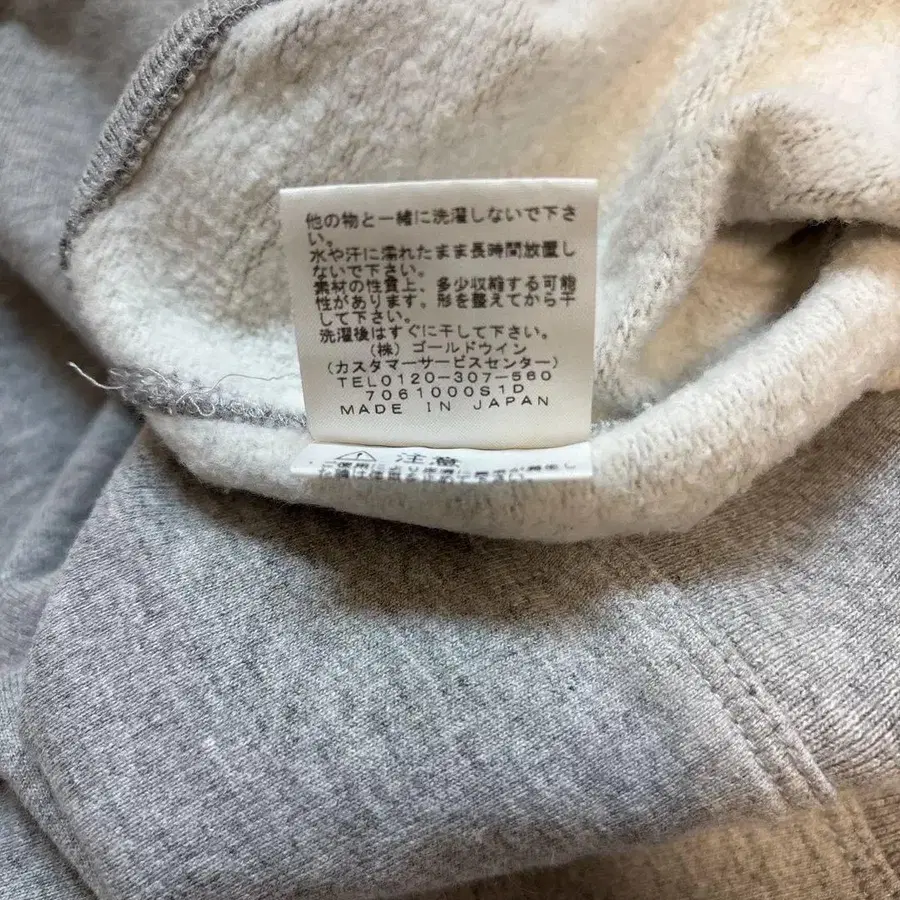 他の物と一緒に洗濯しないで下さ
い。
水や汗に濡れたまま長時間放置し
ないで下さい。
素材の性質上、多少収縮する可能
性があります。形を整えてから干
して下さい。
洗濯後はすぐに干して下さい。
(株)ゴールドウイン
(カスタマーサービスセンター)
TEL0120-307-560
7061000S1D
MADE IN JAPAN
⚠ 注意